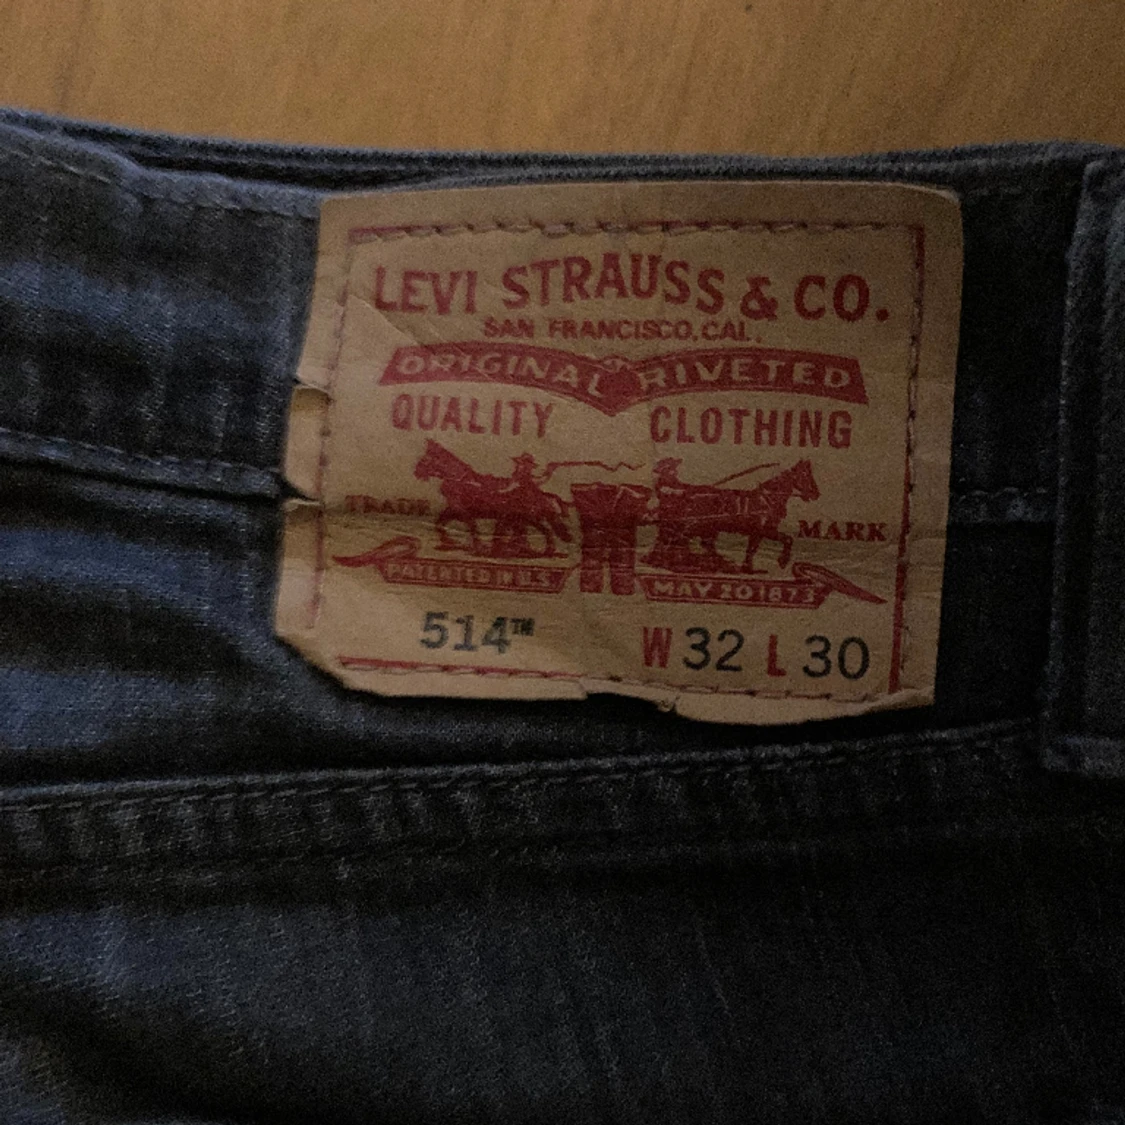 LEVI STRAUSS & CO.
SAN FRANCISCO, CAL.
ORIGINAL RIVETED
QUALITY CLOTHING
TRADE MARK
PATENTED IN U.S. MAY 20 1873
514™ W 32 L 30